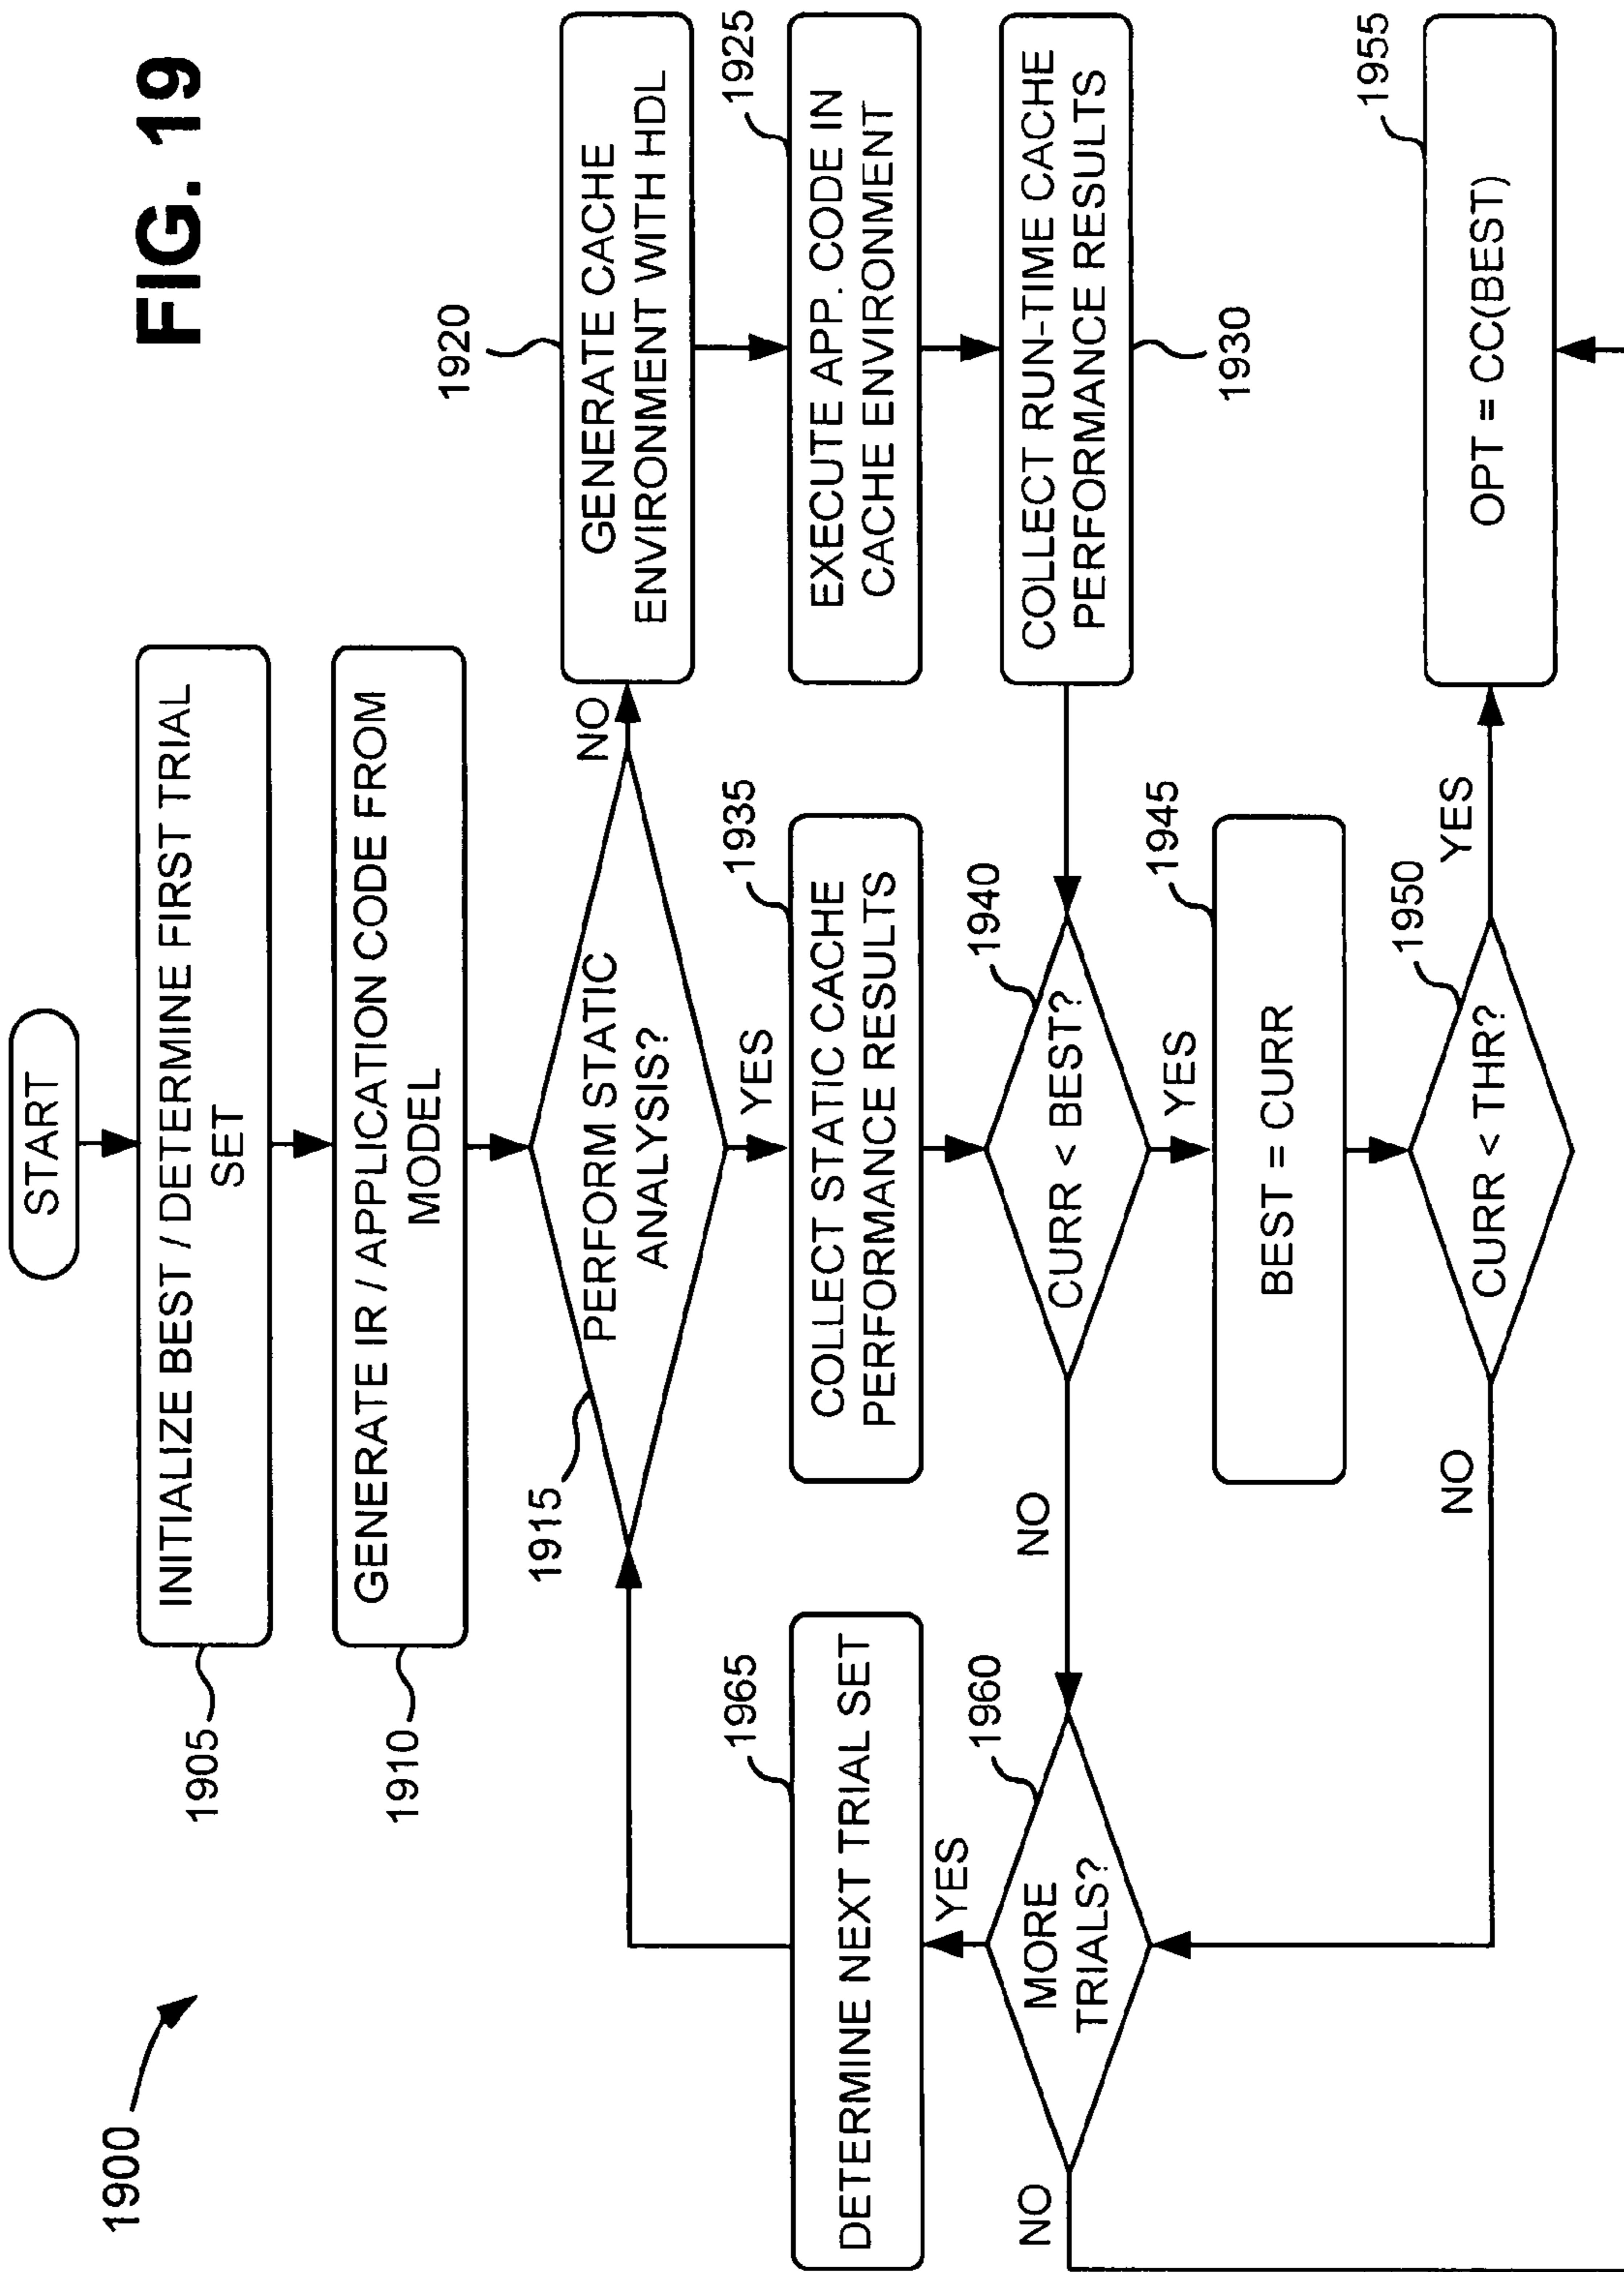 FIG. 19
1900
START
INITIALIZE BEST / DETERMINE FIRST TRIAL
SET
1905
GENERATE IR / APPLICATION CODE FROM
MODEL
1910
PERFORM STATIC
ANALYSIS?
1915
NO
YES
GENERATE CACHE
ENVIRONMENT WITH HDL
1920
EXECUTE APP. CODE IN
CACHE ENVIRONMENT
1925
COLLECT RUN-TIME CACHE
PERFORMANCE RESULTS
1930
COLLECT STATIC CACHE
PERFORMANCE RESULTS
1935
CURR < BEST?
1940
NO
YES
BEST = CURR
1945
CURR < THR?
1950
YES
NO
OPT = CC(BEST)
1955
MORE
TRIALS?
1960
YES
NO
DETERMINE NEXT TRIAL SET
1965